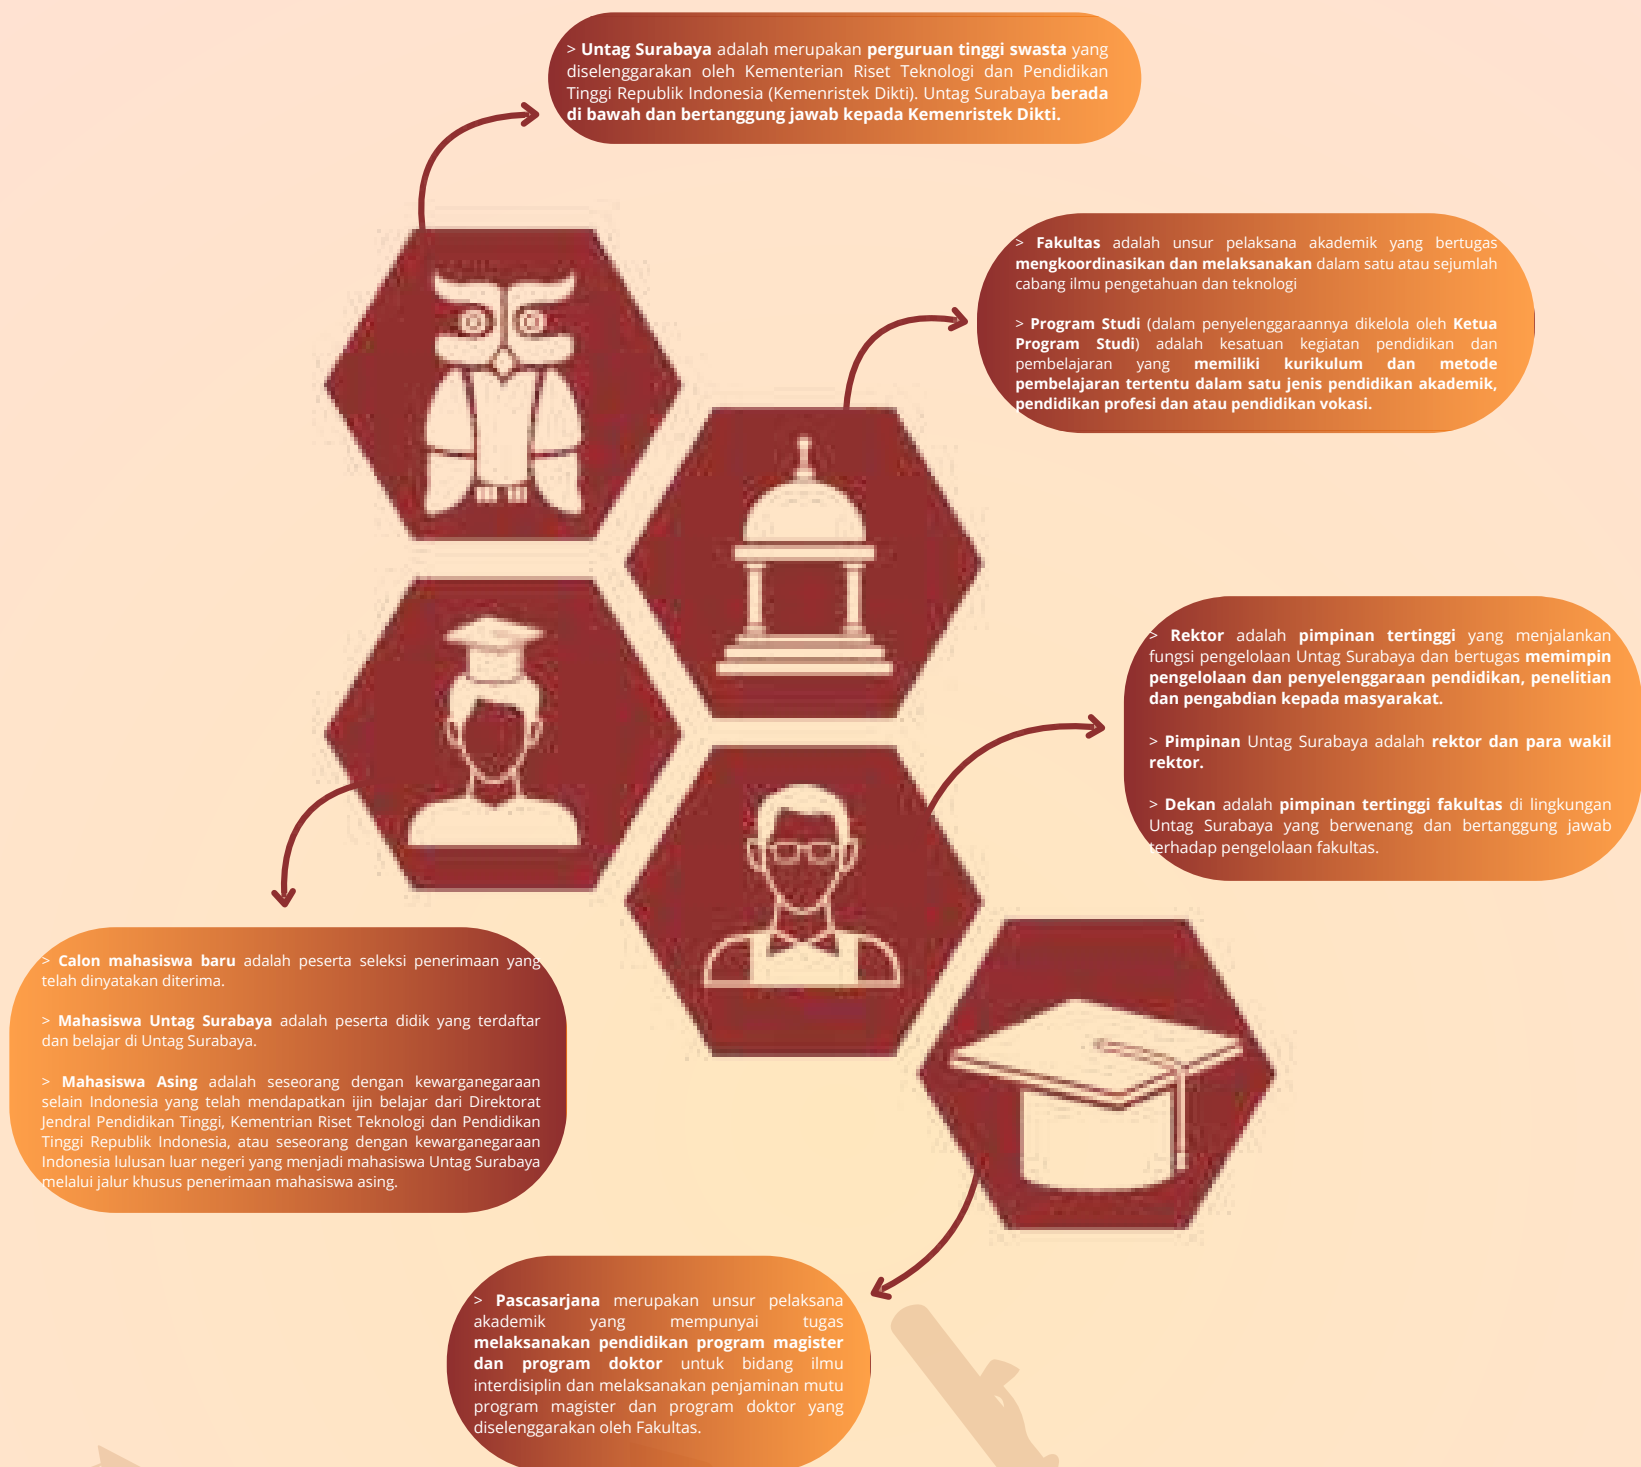 > Untag Surabaya adalah merupakan perguruan tinggi swasta yang
diselenggarakan oleh Kementerian Riset Teknologi dan Pendidikan
Tinggi Republik Indonesia (Kemenristek Dikti). Untag Surabaya berada
di bawah dan bertanggung jawab kepada Kemenristek Dikti.
> Fakultas adalah unsur pelaksana akademik yang bertugas
mengkoordinasikan dan melaksanakan dalam satu atau sejumlah
cabang ilmu pengetahuan dan teknologi
> Program Studi (dalam penyelenggaraannya dikelola oleh Ketua
Program Studi) adalah kesatuan kegiatan pendidikan dan
pembelajaran yang memiliki kurikulum dan metode
pembelajaran tertentu dalam satu jenis pendidikan akademik,
pendidikan profesi dan atau pendidikan vokasi.
> Rektor adalah pimpinan tertinggi yang menjalankan
fungsi pengelolaan Untag Surabaya dan bertugas memimpin
pengelolaan dan penyelenggaraan pendidikan, penelitian
dan pengabdian kepada masyarakat.
> Pimpinan Untag Surabaya adalah rektor dan para wakil
rektor.
> Dekan adalah pimpinan tertinggi fakultas di lingkungan
Untag Surabaya yang berwenang dan bertanggung jawab
terhadap pengelolaan fakultas.
> Calon mahasiswa baru adalah peserta seleksi penerimaan yang
telah dinyatakan diterima.
> Mahasiswa Untag Surabaya adalah peserta didik yang terdaftar
dan belajar di Untag Surabaya.
> Mahasiswa Asing adalah seseorang dengan kewarganegaraan
selain Indonesia yang telah mendapatkan ijin belajar dari Direktorat
Jendral Pendidikan Tinggi, Kementrian Riset Teknologi dan Pendidikan
Tinggi Republik Indonesia, atau seseorang dengan kewarganegaraan
Indonesia lulusan luar negeri yang menjadi mahasiswa Untag Surabaya
melalui jalur khusus penerimaan mahasiswa asing.
> Pascasarjana merupakan unsur pelaksana
akademik yang mempunyai tugas
melaksanakan pendidikan program magister
dan program doktor untuk bidang ilmu
interdisiplin dan melaksanakan penjaminan mutu
program magister dan program doktor yang
diselenggarakan oleh Fakultas.